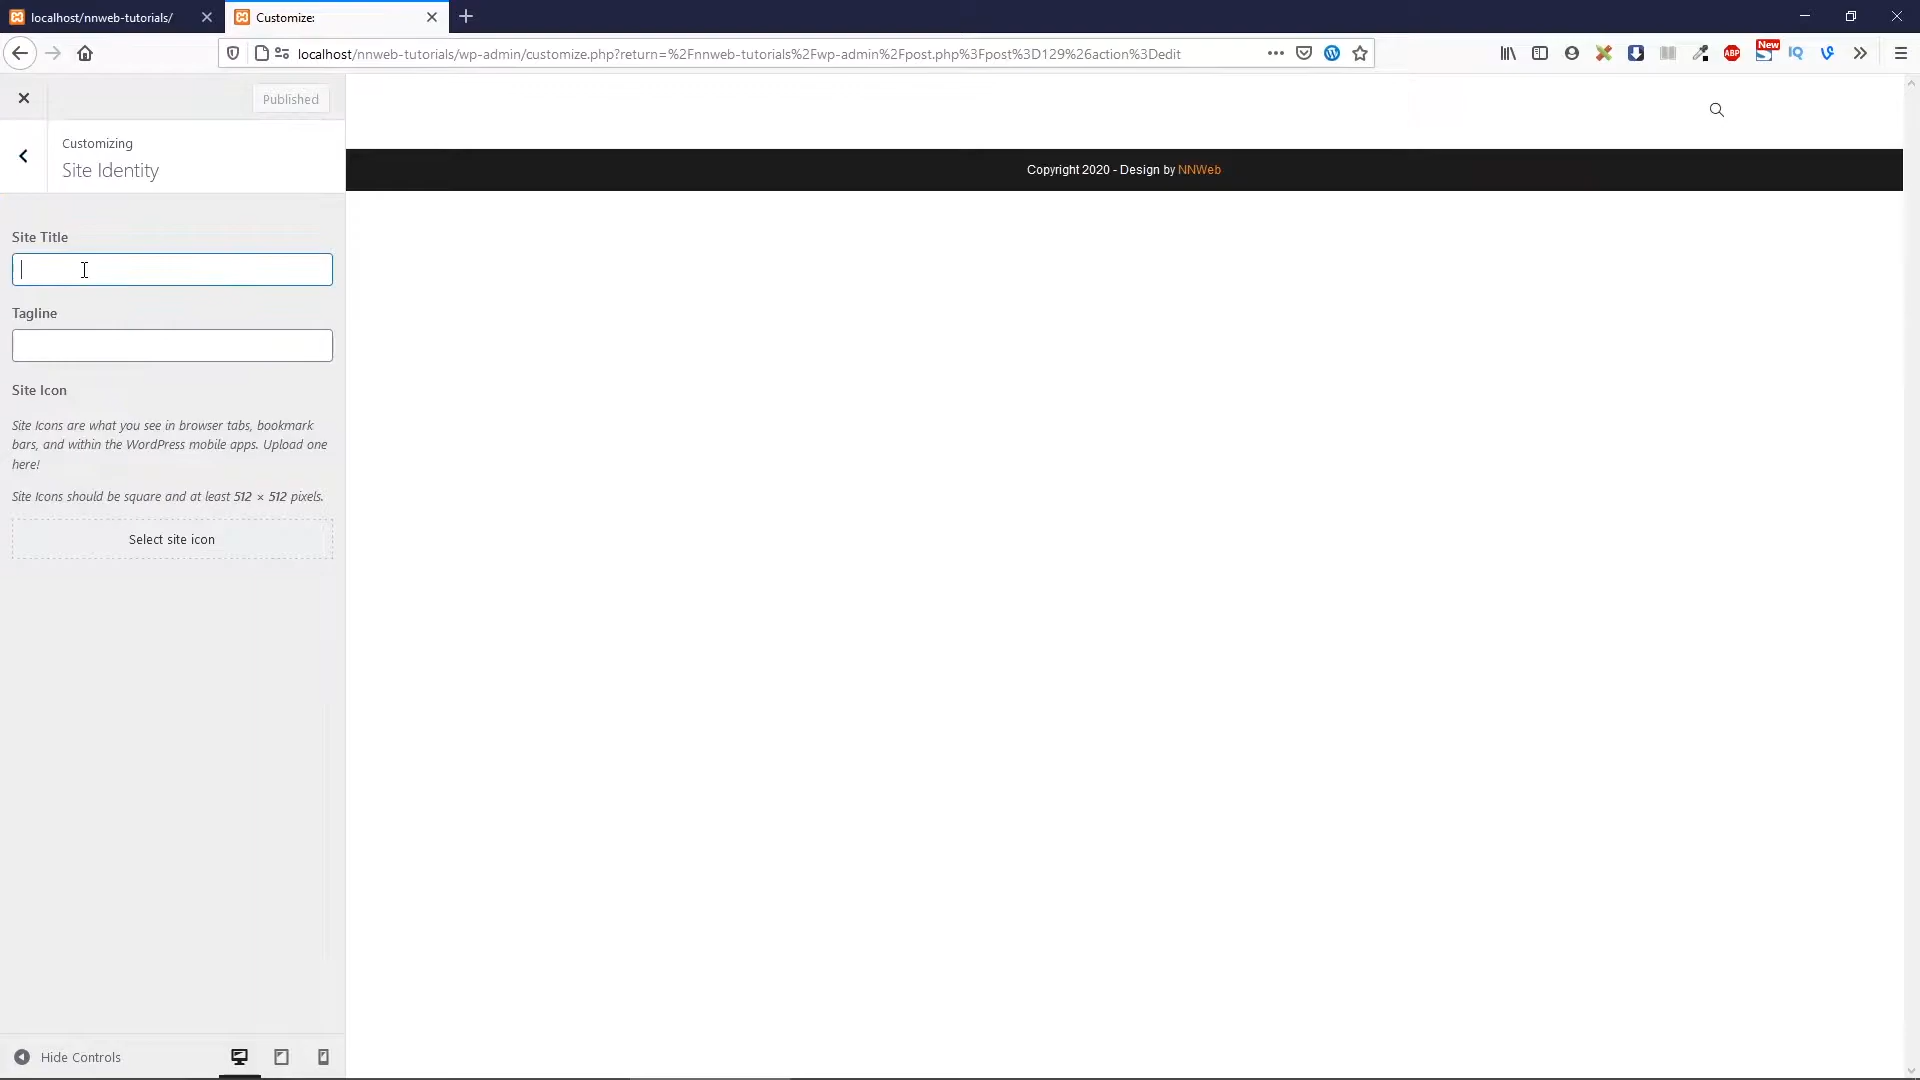 localhost/nnweb-tutorials/
Customize:
localhost/nnweb-tutorials/wp-admin/customize.php?return=%2Fnnweb-tutorials%2Fwp-admin%2Fpost.php%3Fpost%3D129%26action%3Dedit
ABP
New
IQ
Published
Customizing
Site Identity
Copyright 2020 - Design by NNWeb
Site Title
Tagline
Site Icon
Site Icons are what you see in browser tabs, bookmark
bars, and within the WordPress mobile apps. Upload one
here!
Site Icons should be square and at least 512 × 512 pixels.
Select site icon
Hide Controls